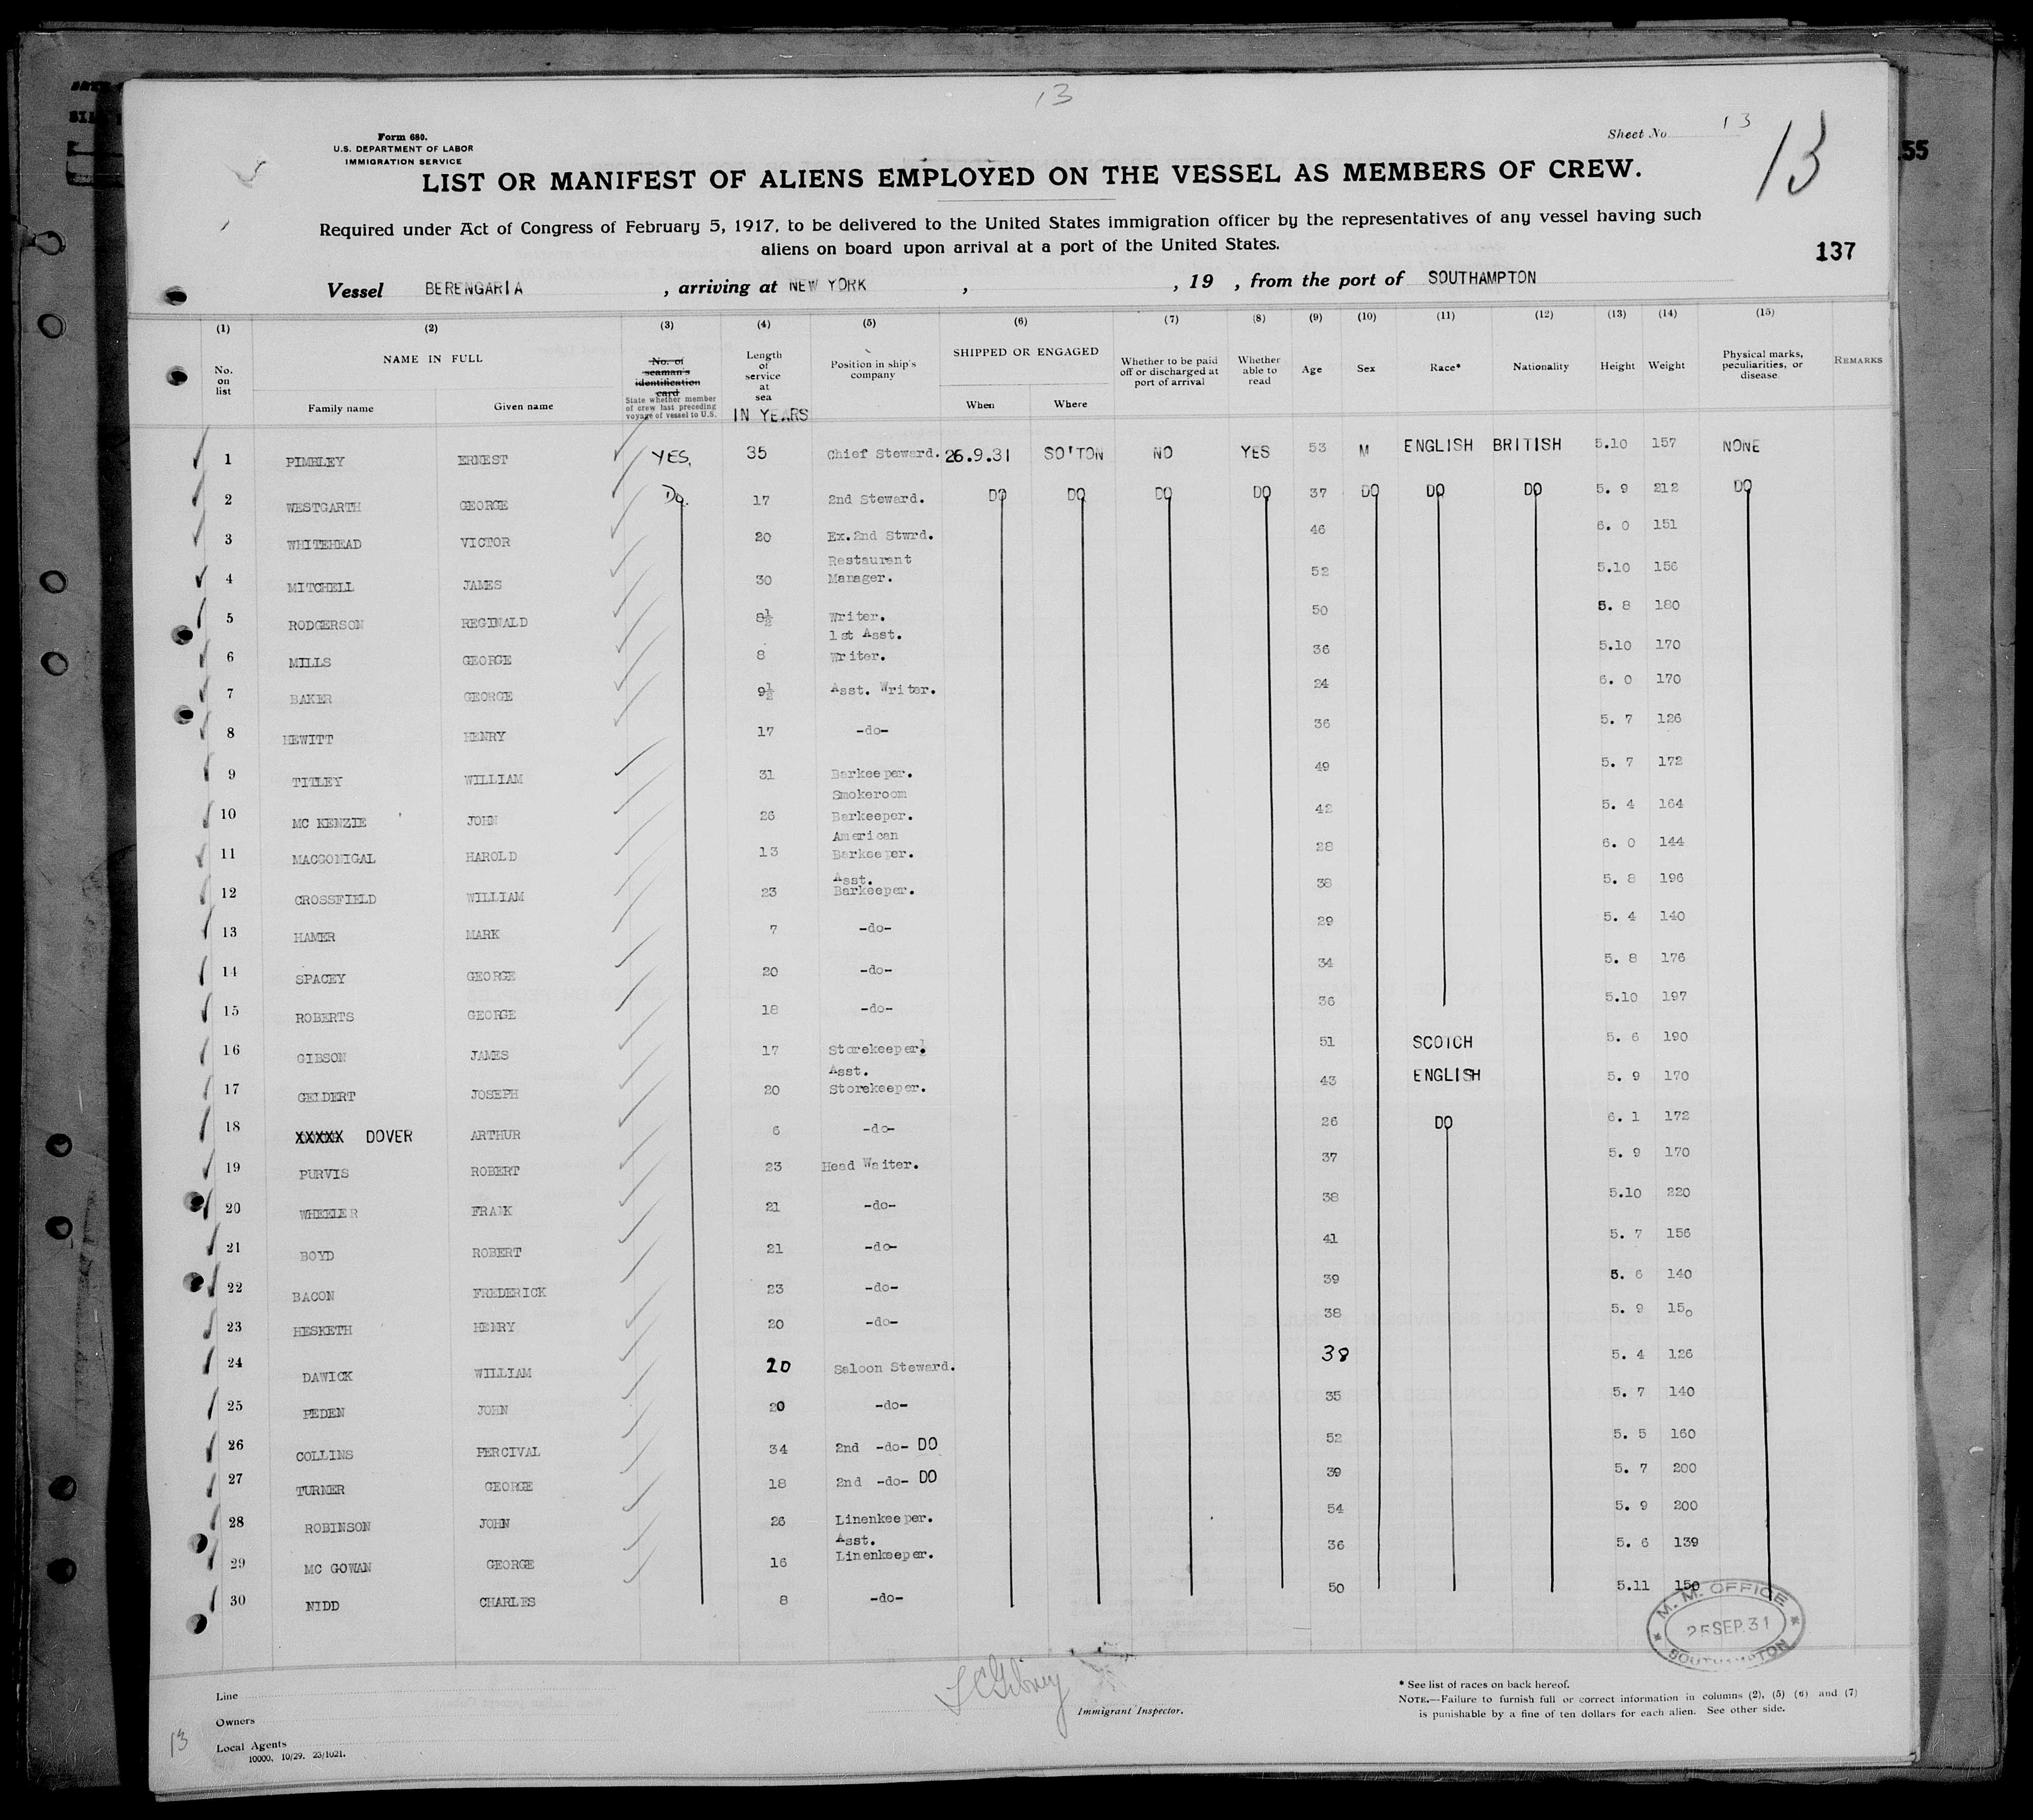 13
Form 680.
U.S. DEPARTMENT OF LABOR
IMMIGRATION SERVICE
Sheet No 13
13
LIST OR MANIFEST OF ALIENS EMPLOYED ON THE VESSEL AS MEMBERS OF CREW.
Required under Act of Congress of February 5, 1917, to be delivered to the United States immigration officer by the representatives of any vessel having such
aliens on board upon arrival at a port of the United States.
55
137
Vessel BERENGARIA , arriving at NEW YORK , , 19 , from the port of SOUTHAMPTON
(1) (2) (3) (4) (5) (6) (7) (8) (9) (10) (11) (12) (13) (14) (15)
No. on list
NAME IN FULL
Family name Given name
No. of seaman's identification card
State whether member of crew last preceding voyage of vessel to U.S.
Length of service at sea IN YEARS
Position in ship's company
SHIPPED OR ENGAGED
When Where
Whether to be paid off or discharged at port of arrival
Whether able to read
Age
Sex
Race*
Nationality
Height
Weight
Physical marks, peculiarities, or disease
REMARKS
1 PIMBLEY ERNEST YES. 35 Chief Steward. 26.9.31 SO'TON NO YES 53 M ENGLISH BRITISH 5.10 157 NONE
2 WESTGARTH GEORGE Do. 17 2nd Steward. DO DO DO DO 37 DO DO DO 5. 9 212 DO
3 WHITEHEAD VICTOR 20 Ex.2nd Stwrd. 46 6. 0 151
4 MITCHELL JAMES 30 Restaurant Manager. 52 5.10 156
5 RODGERSON REGINALD 8½ Writer. 50 5. 8 180
6 MILLS GEORGE 8 1st Asst. Writer. 36 5.10 170
7 BAKER GEORGE 9½ Asst. Writer. 24 6. 0 170
8 HEWITT HENRY 17 -do- 36 5. 7 126
9 TITLEY WILLIAM 31 Barkeeper. 49 5. 7 172
10 MC KENZIE JOHN 26 Smokeroom Barkeeper. 42 5. 4 164
11 MACGONIGAL HAROLD 13 American Barkeeper. 28 6. 0 144
12 CROSSFIELD WILLIAM 23 Asst. Barkeeper. 38 5. 8 196
13 HAMER MARK 7 -do- 29 5. 4 140
14 SPACEY GEORGE 20 -do- 34 5. 8 176
15 ROBERTS GEORGE 18 -do- 36 5.10 197
16 GIBSON JAMES 17 Storekeeper. 51 SCOTCH 5. 6 190
17 GELDERT JOSEPH 20 Asst. Storekeeper. 43 ENGLISH 5. 9 170
18 XXXXX DOVER ARTHUR 6 -do- 26 DO 6. 1 172
19 PURVIS ROBERT 23 Head Waiter. 37 5. 9 170
20 WHEELER FRANK 21 -do- 38 5.10 220
21 BOYD ROBERT 21 -do- 41 5. 7 156
22 BACON FREDERICK 23 -do- 39 5. 6 140
23 HESKETH HENRY 20 -do- 38 5. 9 150
24 DAWICK WILLIAM 20 Saloon Steward. 38 5. 4 126
25 PEDEN JOHN 20 -do- 35 5. 7 140
26 COLLINS PERCIVAL 34 2nd -do- DO 52 5. 5 160
27 TURNER GEORGE 18 2nd -do- DO 39 5. 7 200
28 ROBINSON JOHN 26 Linenkeeper. 54 5. 9 200
29 MC GOWAN GEORGE 16 Asst. Linenkeeper. 36 5. 6 139
30 NIDD CHARLES 8 -do- 50 5.11 150
M. M. OFFICE
25 SEP. 31
SOUTHAMPTON
Line
Owners
Local Agents
10000, 10/29. 23/1021.
13
Immigrant Inspector.
* See list of races on back hereof.
NOTE.—Failure to furnish full or correct information in columns (2), (5) (6) and (7)
is punishable by a fine of ten dollars for each alien. See other side.